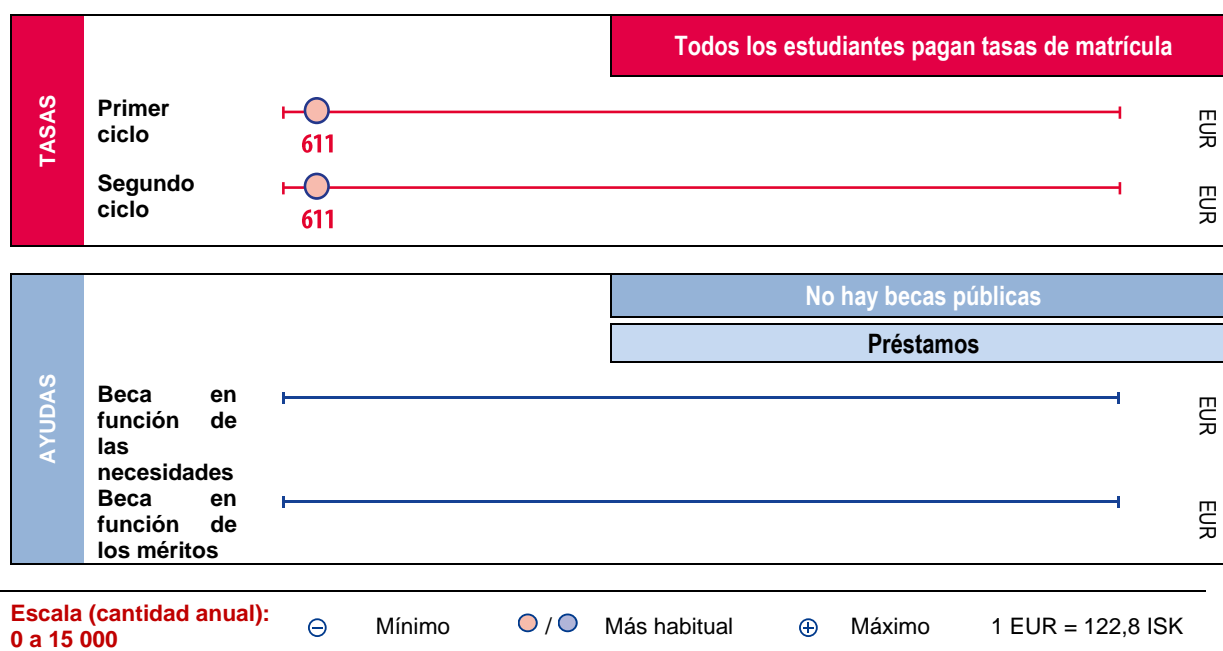 Todos los estudiantes pagan tasas de matrícula
TASAS
Primer
ciclo
611
EUR
Segundo
ciclo
611
EUR
No hay becas públicas
Préstamos
AYUDAS
Beca en
función de
las
necesidades
EUR
Beca en
función de
los méritos
EUR
Escala (cantidad anual):
0 a 15 000
Mínimo
/
Más habitual
Máximo
1 EUR = 122,8 ISK